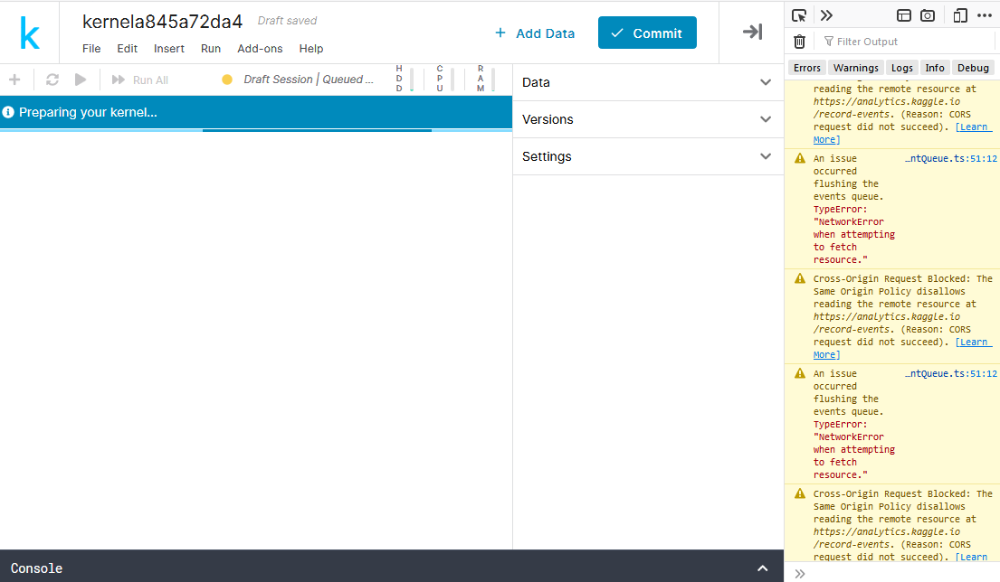 k
kernela845a72da4 Draft saved
File Edit Insert Run Add-ons Help
+ Add Data
Commit
Run All
Draft Session | Queued ...
HDD
CPU
RAM
Preparing your kernel...
Data
Versions
Settings
Console
Filter Output
Errors Warnings Logs Info Debug
reading the remote resource at
https://analytics.kaggle.io
/record-events. (Reason: CORS
request did not succeed). [Learn
More]
An issue …ntQueue.ts:51:12
occurred
flushing the
events queue.
TypeError:
"NetworkError
when attempting
to fetch
resource."
Cross-Origin Request Blocked: The
Same Origin Policy disallows
reading the remote resource at
https://analytics.kaggle.io
/record-events. (Reason: CORS
request did not succeed). [Learn
More]
An issue …ntQueue.ts:51:12
occurred
flushing the
events queue.
TypeError:
"NetworkError
when attempting
to fetch
resource."
Cross-Origin Request Blocked: The
Same Origin Policy disallows
reading the remote resource at
https://analytics.kaggle.io
/record-events. (Reason: CORS
request did not succeed). [Learn